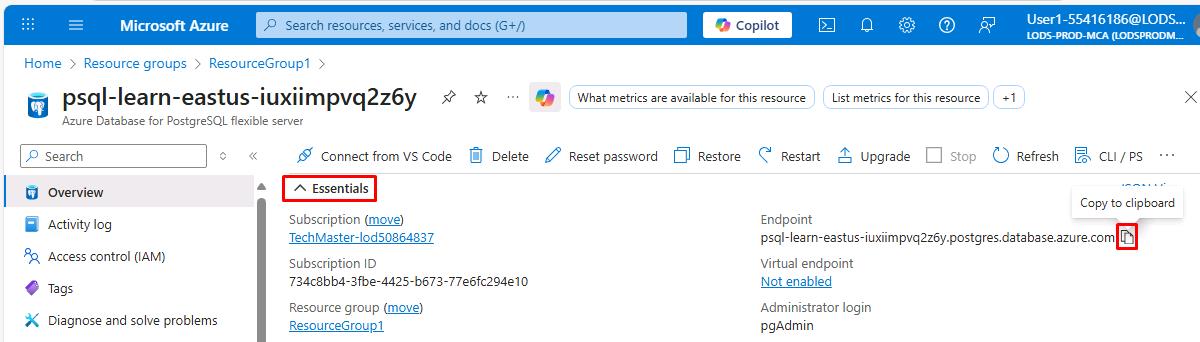 Microsoft Azure
Search resources, services, and docs (G+/)
Copilot
User1-55416186@LODS...
LODS-PROD-MCA (LODSPRODM...
Home > Resource groups > ResourceGroup1 >
psql-learn-eastus-iuxiimpvq2z6y
What metrics are available for this resource
List metrics for this resource
+1
Azure Database for PostgreSQL flexible server
Search
Connect from VS Code
Delete
Reset password
Restore
Restart
Upgrade
Stop
Refresh
CLI / PS
Overview
Activity log
Access control (IAM)
Tags
Diagnose and solve problems
Essentials
Copy to clipboard
Subscription (move)
TechMaster-lod50864837
Subscription ID
734c8bb4-3fbe-4425-b673-77e6fc294e10
Resource group (move)
ResourceGroup1
Endpoint
psql-learn-eastus-iuxiimpvq2z6y.postgres.database.azure.com
Virtual endpoint
Not enabled
Administrator login
pgAdmin